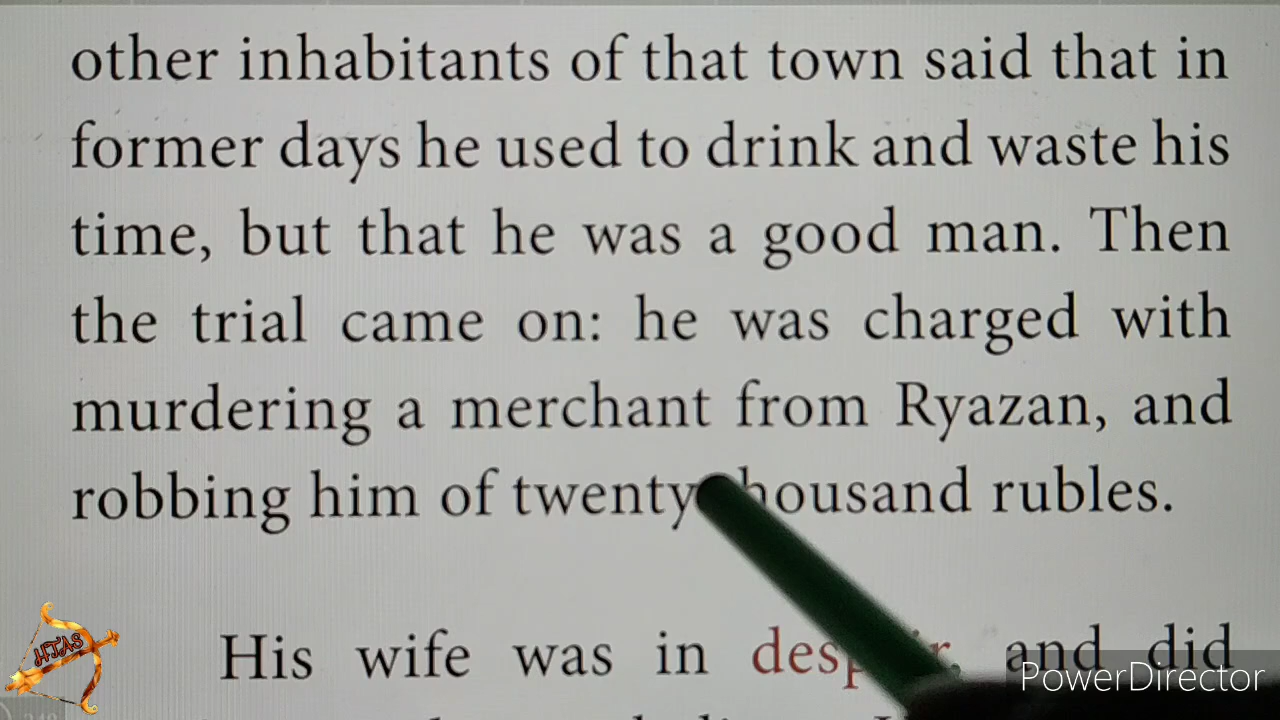 other inhabitants of that town said that in
former days he used to drink and waste his
time, but that he was a good man. Then
the trial came on: he was charged with
murdering a merchant from Ryazan, and
robbing him of twenty housand rubles.
His wife was in and did
HTAS
PowerDirector